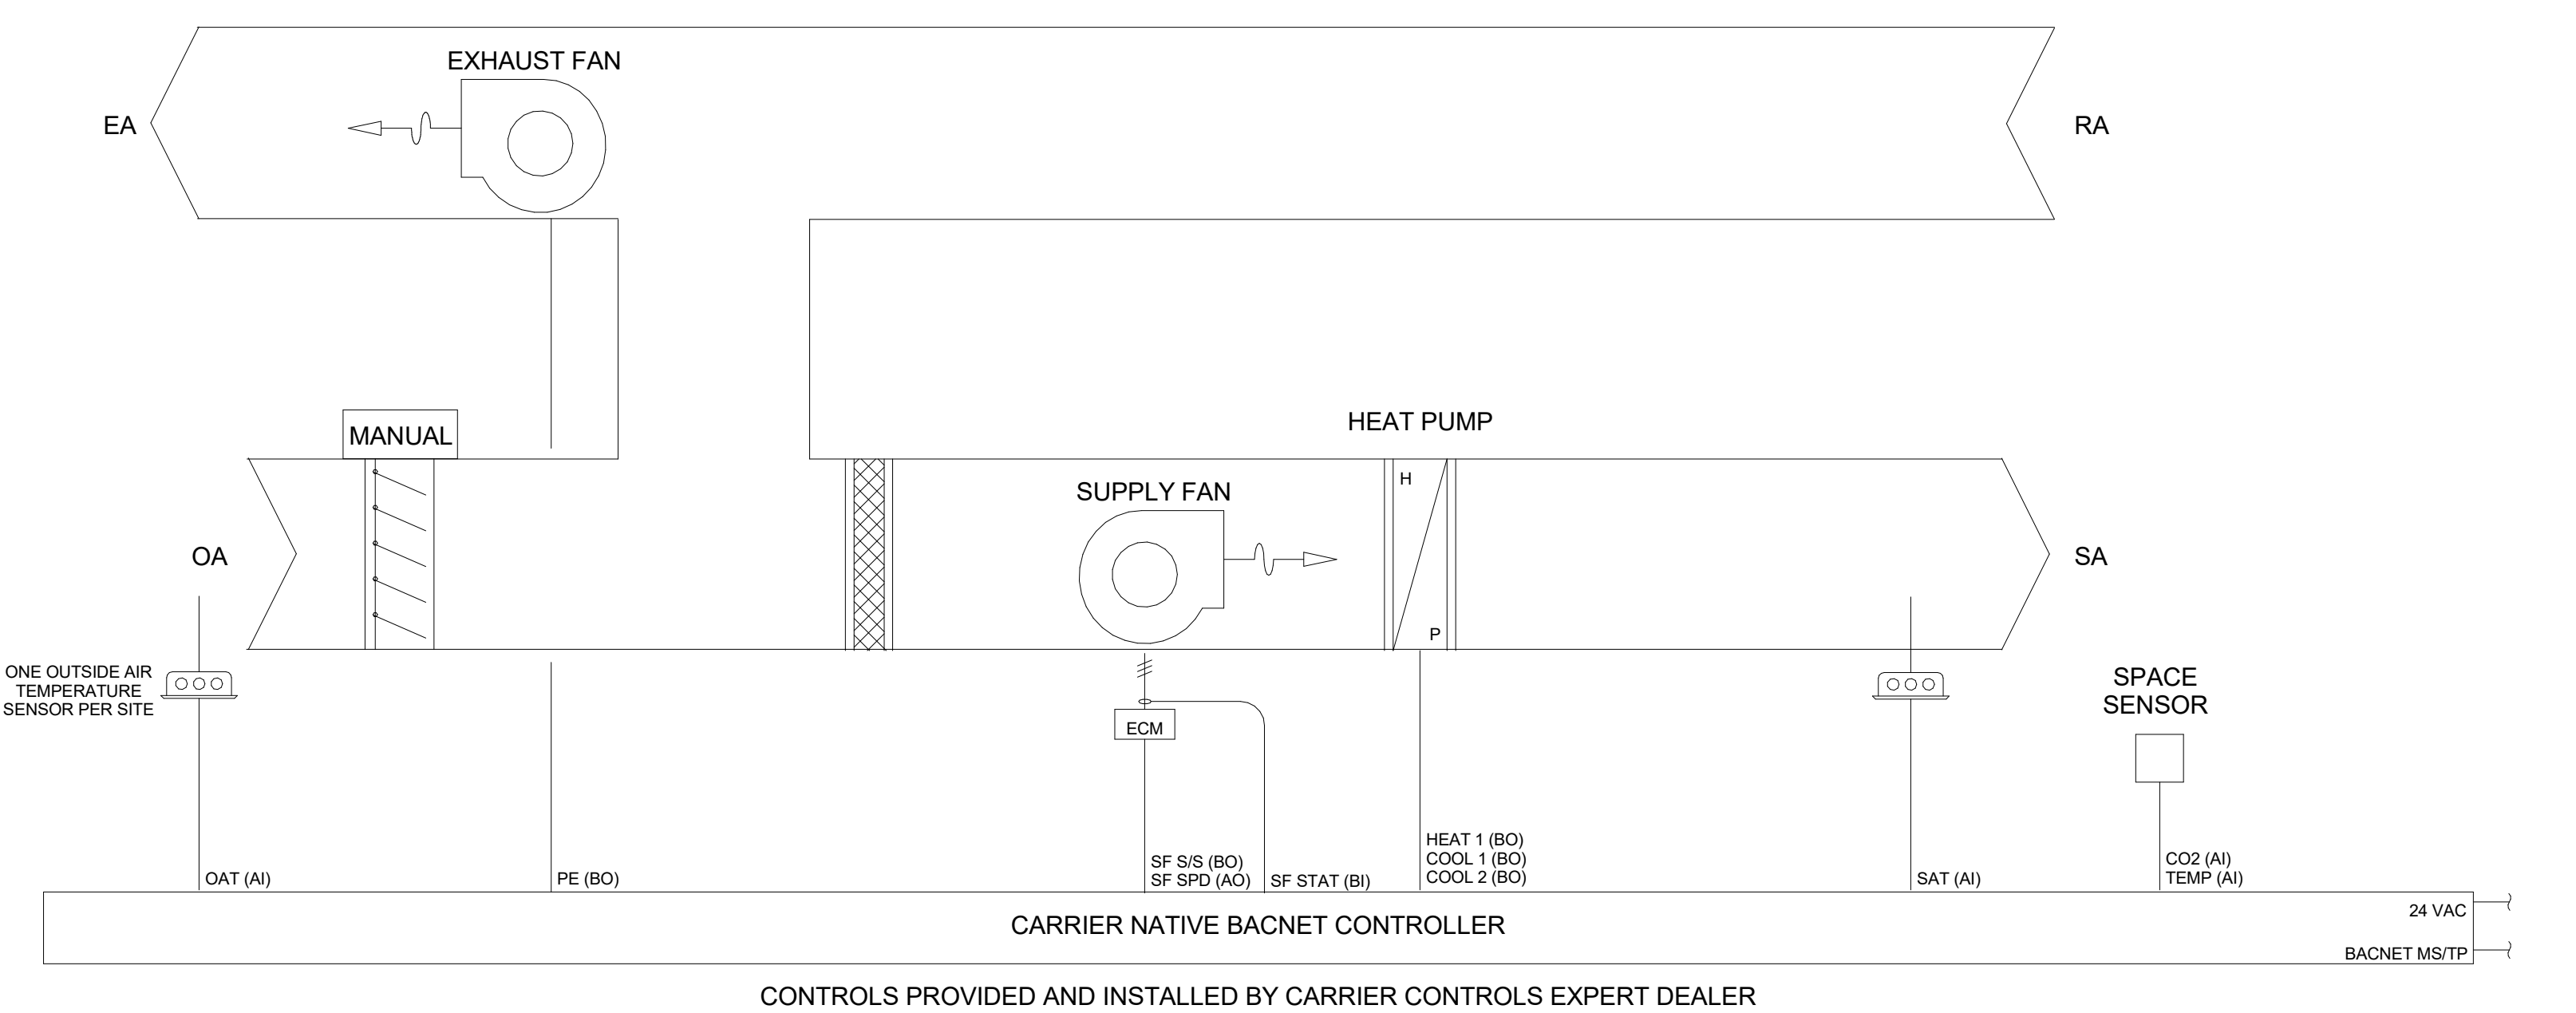 EXHAUST FAN
EA
RA
MANUAL
HEAT PUMP
SUPPLY FAN
H
P
OA
SA
ONE OUTSIDE AIR
TEMPERATURE
SENSOR PER SITE
ECM
SPACE
SENSOR
OAT (AI)
PE (BO)
SF S/S (BO)
SF SPD (AO)
SF STAT (BI)
HEAT 1 (BO)
COOL 1 (BO)
COOL 2 (BO)
SAT (AI)
CO2 (AI)
TEMP (AI)
24 VAC
CARRIER NATIVE BACNET CONTROLLER
BACNET MS/TP
CONTROLS PROVIDED AND INSTALLED BY CARRIER CONTROLS EXPERT DEALER